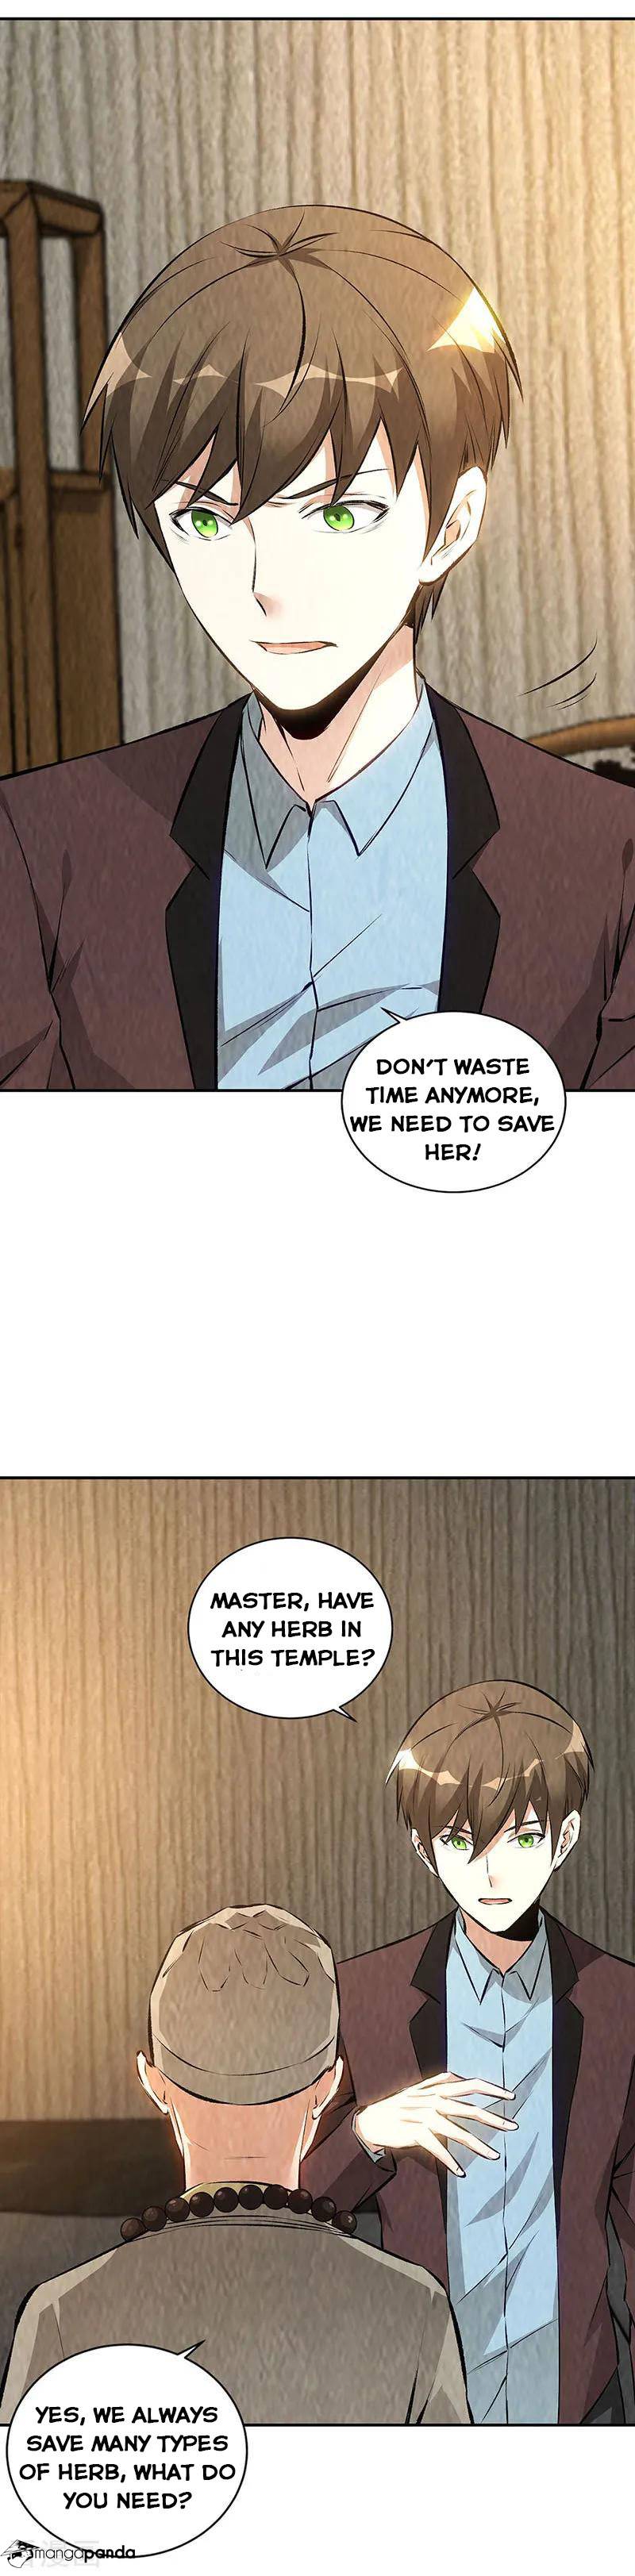 DON'T WASTE
TIME ANYMORE,
WE NEED TO SAVE
HER!
MASTER, HAVE
ANY HERB IN
THIS TEMPLE?
YES, WE ALWAYS
SAVE MANY TYPES
OF HERB, WHAT DO
YOU NEED?
mangapanda